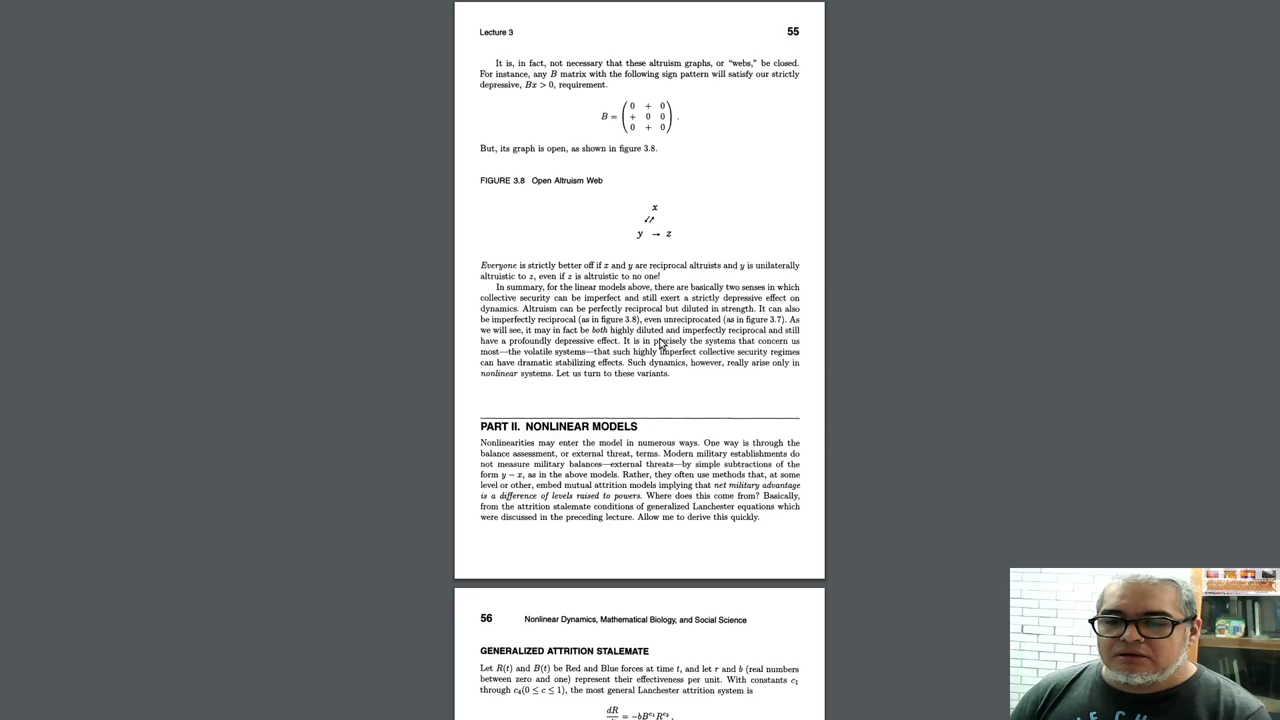 Lecture 3
55
It is, in fact, not necessary that these altruism graphs, or “webs,” be closed.
For instance, any B matrix with the following sign pattern will satisfy our strictly
depressive, Bx > 0, requirement.
0 + 0
B = ( + 0 0 ) .
0 + 0
But, its graph is open, as shown in figure 3.8.
FIGURE 3.8 Open Altruism Web
x
↙↗
y → z
Everyone is strictly better off if x and y are reciprocal altruists and y is unilaterally
altruistic to z, even if z is altruistic to no one!
In summary, for the linear models above, there are basically two senses in which
collective security can be imperfect and still exert a strictly depressive effect on
dynamics. Altruism can be perfectly reciprocal but diluted in strength. It can also
be imperfectly reciprocal (as in figure 3.8), even unreciprocated (as in figure 3.7). As
we will see, it may in fact be both highly diluted and imperfectly reciprocal and still
have a profoundly depressive effect. It is in precisely the systems that concern us
most—the volatile systems—that such highly imperfect collective security regimes
can have dramatic stabilizing effects. Such dynamics, however, really arise only in
nonlinear systems. Let us turn to these variants.
PART II. NONLINEAR MODELS
Nonlinearities may enter the model in numerous ways. One way is through the
balance assessment, or external threat, terms. Modern military establishments do
not measure military balances—external threats—by simple subtractions of the
form y − x, as in the above models. Rather, they often use methods that, at some
level or other, embed mutual attrition models implying that net military advantage
is a difference of levels raised to powers. Where does this come from? Basically,
from the attrition stalemate conditions of generalized Lanchester equations which
were discussed in the preceding lecture. Allow me to derive this quickly.
56
Nonlinear Dynamics, Mathematical Biology, and Social Science
GENERALIZED ATTRITION STALEMATE
Let R(t) and B(t) be Red and Blue forces at time t, and let r and b (real numbers
between zero and one) represent their effectiveness per unit. With constants c₁
through c₄(0 ≤ c ≤ 1), the most general Lanchester attrition system is
dR
= −bB^c₁R^c₂,